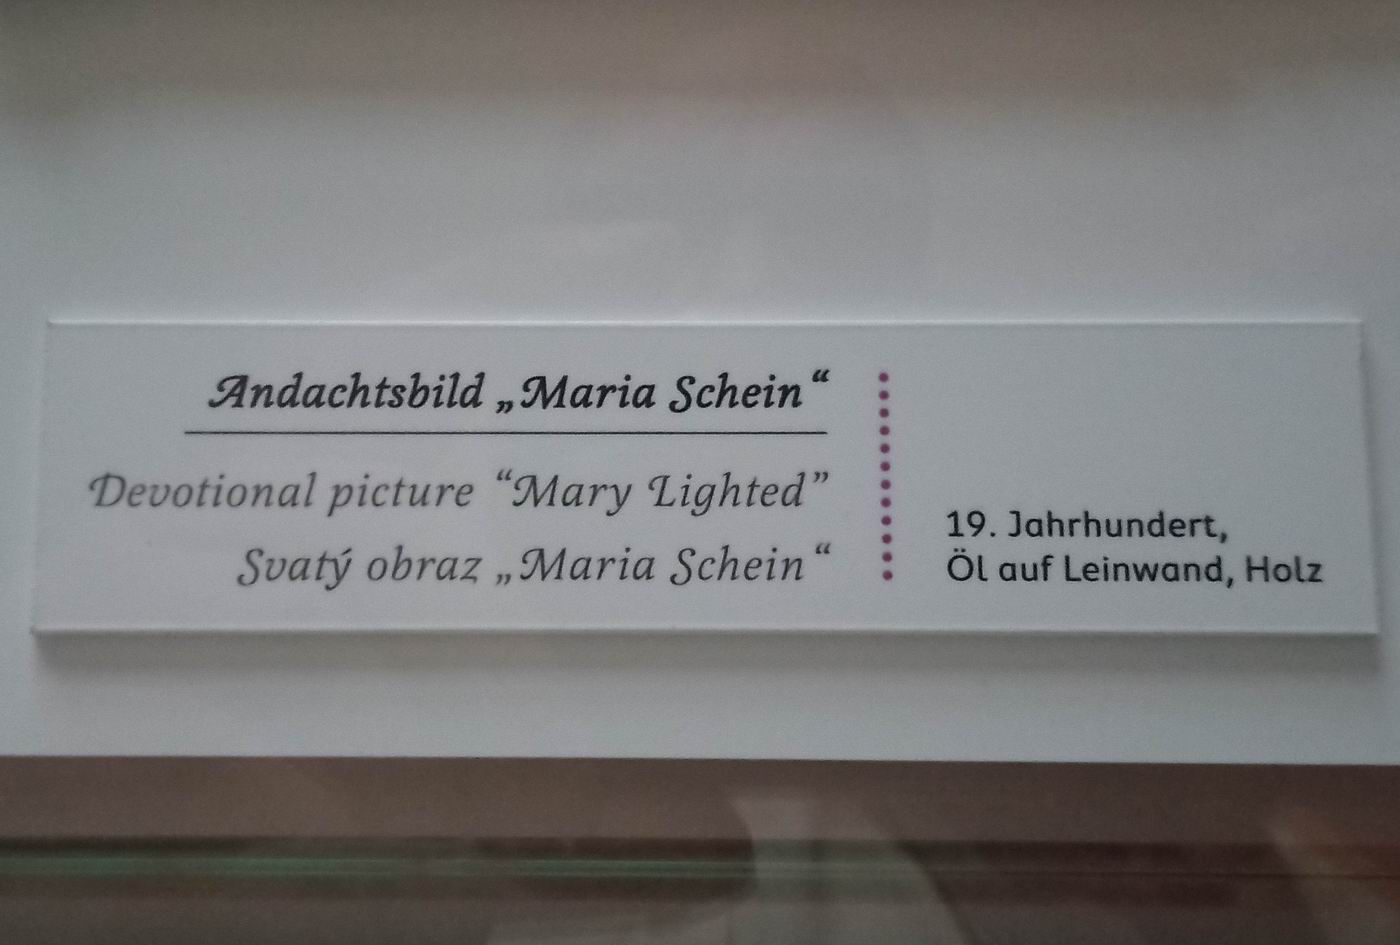 Andachtsbild „Maria Schein“
Devotional picture “Mary Lighted”
Svatý obraz „Maria Schein“
19. Jahrhundert,
Öl auf Leinwand, Holz